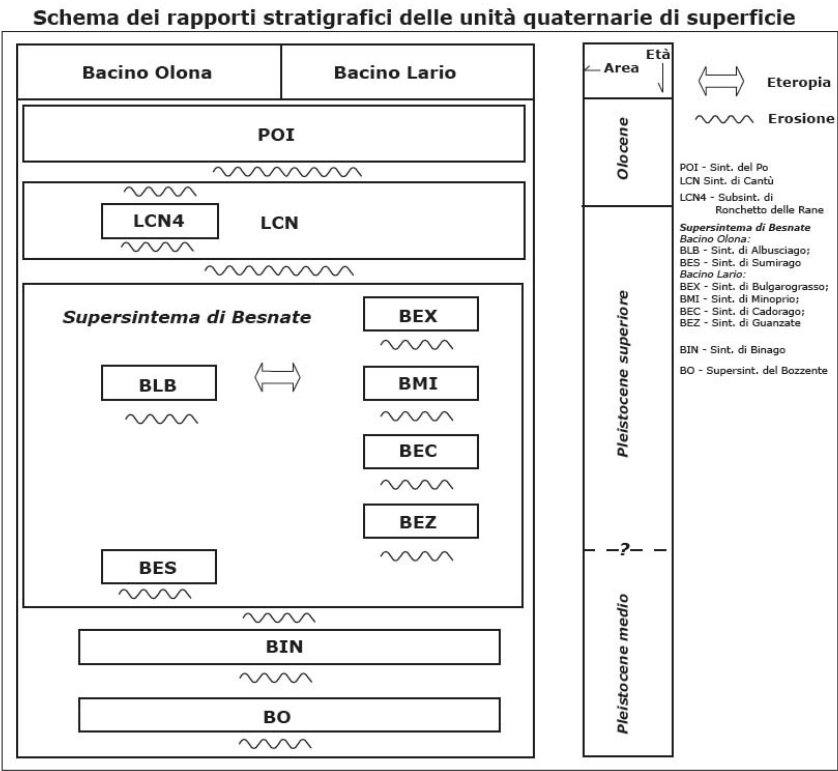 Schema dei rapporti stratigrafici delle unità quaternarie di superficie
Bacino Olona
Bacino Lario
POI
LCN4
LCN
Supersintema di Besnate
BEX
BLB
BMI
BEC
BEZ
BES
BIN
BO
Età
Area
Olocene
Pleistocene superiore
?
Pleistocene medio
Eteropia
Erosione
POI - Sint. del Po
LCN Sint. di Cantù
LCN4 - Subsint. di
Ronchetto delle Rane
Supersintema di Besnate
Bacino Olona:
BLB - Sint. di Albusciago;
BES - Sint. di Sumirago
Bacino Lario:
BEX - Sint. di Bulgarograsso;
BMI - Sint. di Minoprio;
BEC - Sint. di Cadorago;
BEZ - Sint. di Guanzate
BIN - Sint. di Binago
BO - Supersint. del Bozzente